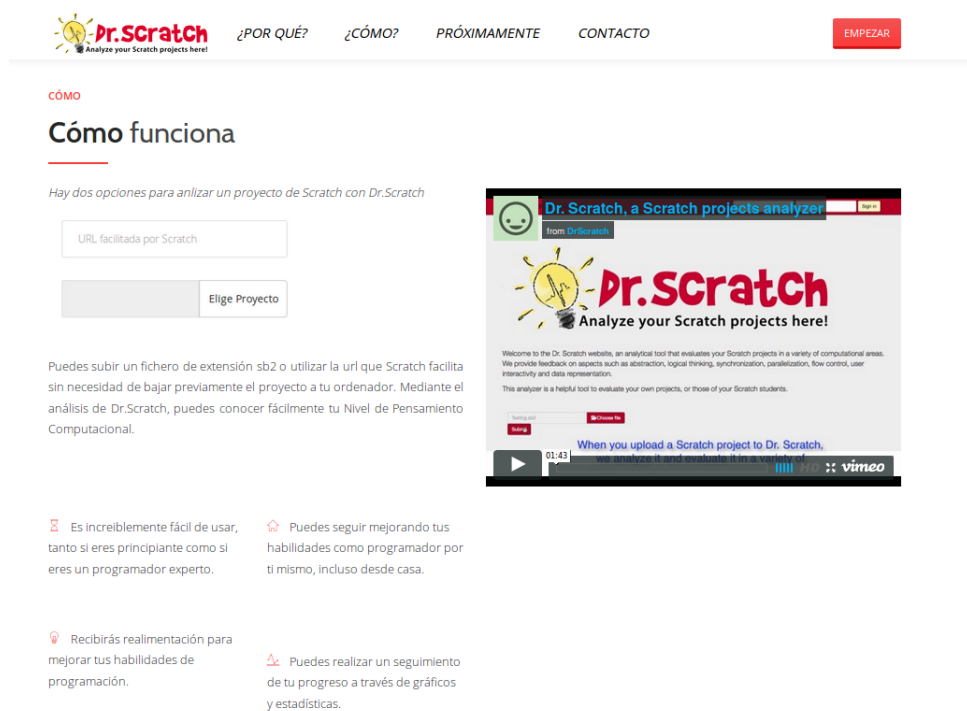 Dr.Scratch
Analyze your Scratch projects here!
¿POR QUÉ?
¿CÓMO?
PRÓXIMAMENTE
CONTACTO
EMPEZAR
CÓMO
Cómo funciona
Hay dos opciones para anlizar un proyecto de Scratch con Dr.Scratch
URL facilitada por Scratch
Elige Proyecto
Puedes subir un fichero de extensión sb2 o utilizar la url que Scratch facilita
sin necesidad de bajar previamente el proyecto a tu ordenador. Mediante el
análisis de Dr.Scratch, puedes conocer fácilmente tu Nivel de Pensamiento
Computacional.
Dr. Scratch, a Scratch projects analyzer
Sign in
from DrScratch
Dr.Scratch
Analyze your Scratch projects here!
Welcome to the Dr. Scratch website, an analytical tool that evaluates your Scratch projects in a variety of computational areas.
We provide feedback on aspects such as abstraction, logical thinking, synchronization, paralelization, flow control, user
interactivity and data representation.
This analyzer is a helpful tool to evaluate your own projects, or those of your Scratch students.
Choose file
Submit
When you upload a Scratch project to Dr. Scratch,
we analyze it and evaluate it in a variety of
01:43
HD
vimeo
Es increiblemente fácil de usar,
tanto si eres principiante como si
eres un programador experto.
Puedes seguir mejorando tus
habilidades como programador por
ti mismo, incluso desde casa.
Recibirás realimentación para
mejorar tus habilidades de
programación.
Puedes realizar un seguimiento
de tu progreso a través de gráficos
y estadísticas.